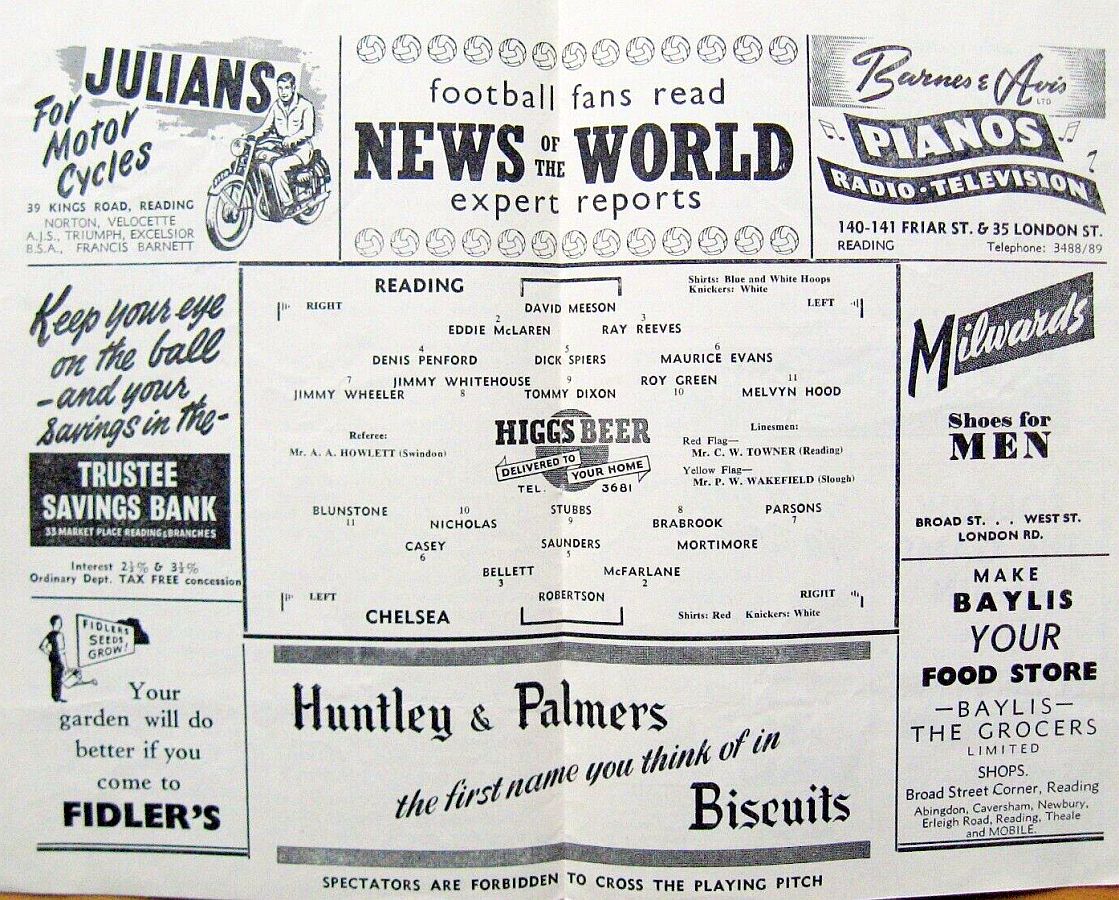 JULIANS
For
Motor
Cycles
39 KINGS ROAD, READING
NORTON, VELOCETTE
A.J.S., TRIUMPH, EXCELSIOR
B.S.A., FRANCIS BARNETT
football fans read
NEWS OF THE WORLD
expert reports
Barnes & Avis
LTD
PIANOS
RADIO · TELEVISION
140-141 FRIAR ST. & 35 LONDON ST.
READING Telephone: 3488/89
Keep your eye
on the ball
-and your
Savings in the-
TRUSTEE
SAVINGS BANK
33 MARKET PLACE READING & BRANCHES
Interest 2½% & 3½%
Ordinary Dept. TAX FREE concession
FIDLERS
SEEDS
GROW!
Your
garden will do
better if you
come to
FIDLER'S
READING
Shirts: Blue and White Hoops
Knickers: White
RIGHT
LEFT
DAVID MEESON
2 3
EDDIE McLAREN RAY REEVES
4 5 6
DENIS PENFORD DICK SPIERS MAURICE EVANS
7 JIMMY WHITEHOUSE 9 ROY GREEN 11
JIMMY WHEELER 8 TOMMY DIXON 10 MELVYN HOOD
HIGGS BEER
DELIVERED TO YOUR HOME
TEL. 3681
Referee:
Mr. A. A. HOWLETT (Swindon)
Linesmen:
Red Flag—
Mr. C. W. TOWNER (Reading)
Yellow Flag—
Mr. P. W. WAKEFIELD (Slough)
BLUNSTONE 10 STUBBS 8 PARSONS
11 NICHOLAS 9 BRABROOK 7
CASEY SAUNDERS MORTIMORE
6 5
BELLETT McFARLANE
3 2
LEFT ROBERTSON RIGHT
CHELSEA
Shirts: Red Knickers: White
Milwards
Shoes for
MEN
BROAD ST. . . WEST ST.
LONDON RD.
MAKE
BAYLIS
YOUR
FOOD STORE
—BAYLIS—
THE GROCERS
LIMITED
SHOPS.
Broad Street Corner, Reading
Abingdon, Caversham, Newbury,
Erleigh Road, Reading, Theale
and MOBILE.
Huntley & Palmers
the first name you think of in
Biscuits
SPECTATORS ARE FORBIDDEN TO CROSS THE PLAYING PITCH